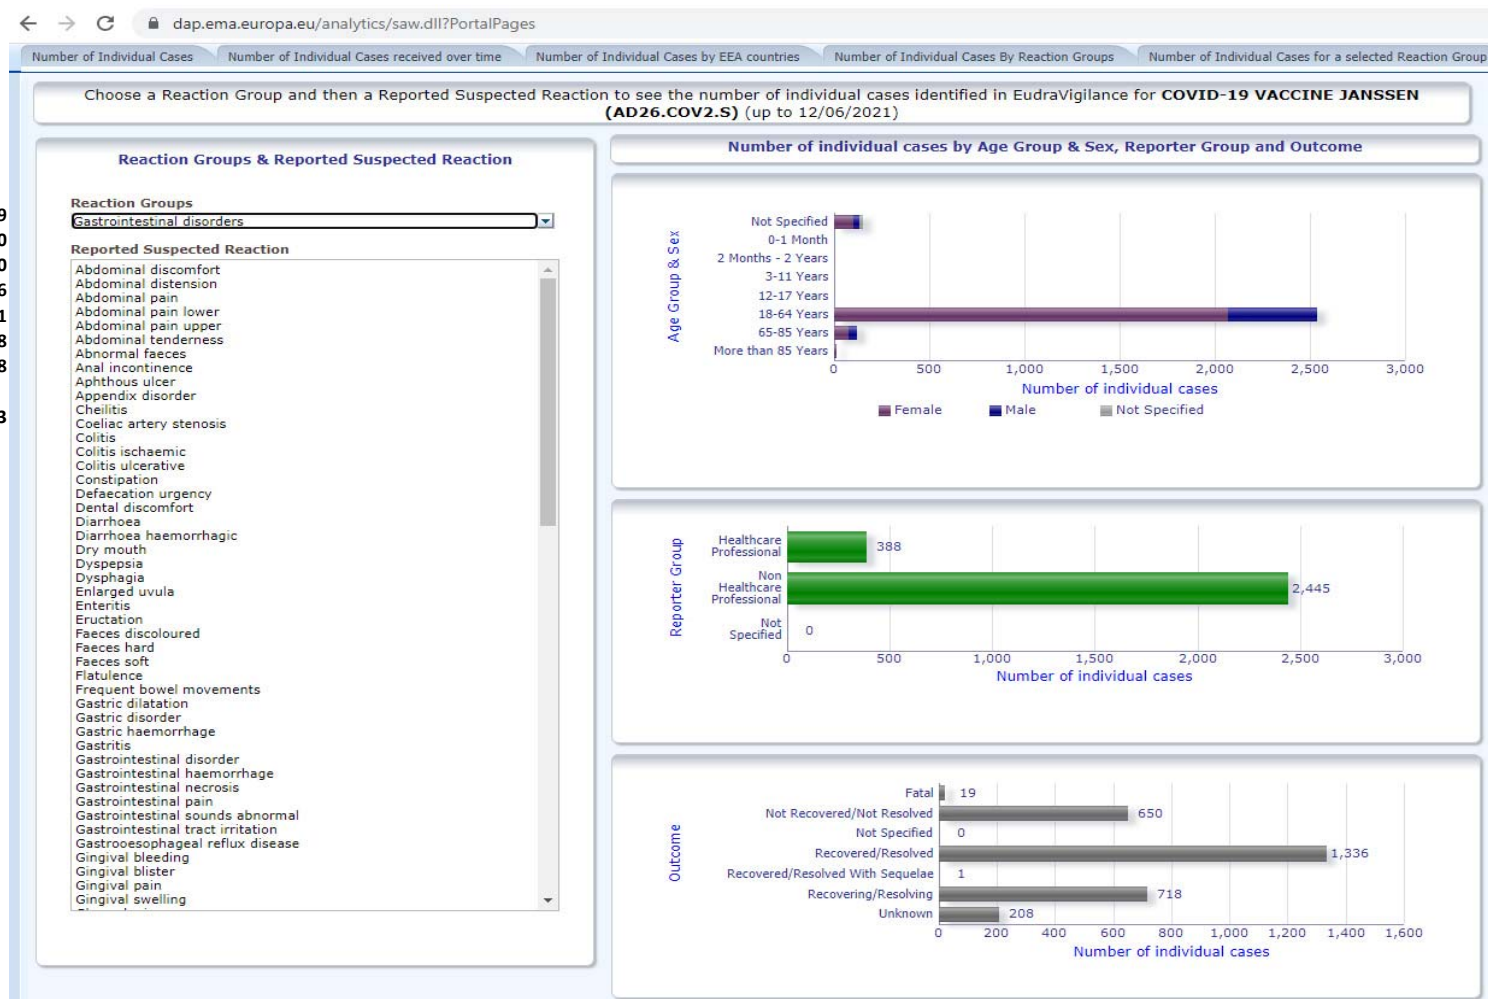 dap.ema.europa.eu/analytics/saw.dll?PortalPages
Number of Individual Cases
Number of Individual Cases received over time
Number of Individual Cases by EEA countries
Number of Individual Cases By Reaction Groups
Number of Individual Cases for a selected Reaction Group
Choose a Reaction Group and then a Reported Suspected Reaction to see the number of individual cases identified in EudraVigilance for COVID-19 VACCINE JANSSEN
(AD26.COV2.S) (up to 12/06/2021)
Reaction Groups & Reported Suspected Reaction
Reaction Groups
Gastrointestinal disorders
Reported Suspected Reaction
Abdominal discomfort
Abdominal distension
Abdominal pain
Abdominal pain lower
Abdominal pain upper
Abdominal tenderness
Abnormal faeces
Anal incontinence
Aphthous ulcer
Appendix disorder
Cheilitis
Coeliac artery stenosis
Colitis
Colitis ischaemic
Colitis ulcerative
Constipation
Defaecation urgency
Dental discomfort
Diarrhoea
Diarrhoea haemorrhagic
Dry mouth
Dyspepsia
Dysphagia
Enlarged uvula
Enteritis
Eructation
Faeces discoloured
Faeces hard
Faeces soft
Flatulence
Frequent bowel movements
Gastric dilatation
Gastric disorder
Gastric haemorrhage
Gastritis
Gastrointestinal disorder
Gastrointestinal haemorrhage
Gastrointestinal necrosis
Gastrointestinal pain
Gastrointestinal sounds abnormal
Gastrointestinal tract irritation
Gastrooesophageal reflux disease
Gingival bleeding
Gingival blister
Gingival pain
Gingival swelling
9
0
0
6
1
8
8
3
Number of individual cases by Age Group & Sex, Reporter Group and Outcome
Age Group & Sex
Not Specified
0-1 Month
2 Months - 2 Years
3-11 Years
12-17 Years
18-64 Years
65-85 Years
More than 85 Years
0 500 1,000 1,500 2,000 2,500 3,000
Number of individual cases
Female Male Not Specified
Reporter Group
Healthcare
Professional
388
Non
Healthcare
Professional
2,445
Not
Specified
0
0 500 1,000 1,500 2,000 2,500 3,000
Number of individual cases
Outcome
Fatal 19
Not Recovered/Not Resolved 650
Not Specified 0
Recovered/Resolved 1,336
Recovered/Resolved With Sequelae 1
Recovering/Resolving 718
Unknown 208
0 200 400 600 800 1,000 1,200 1,400 1,600
Number of individual cases